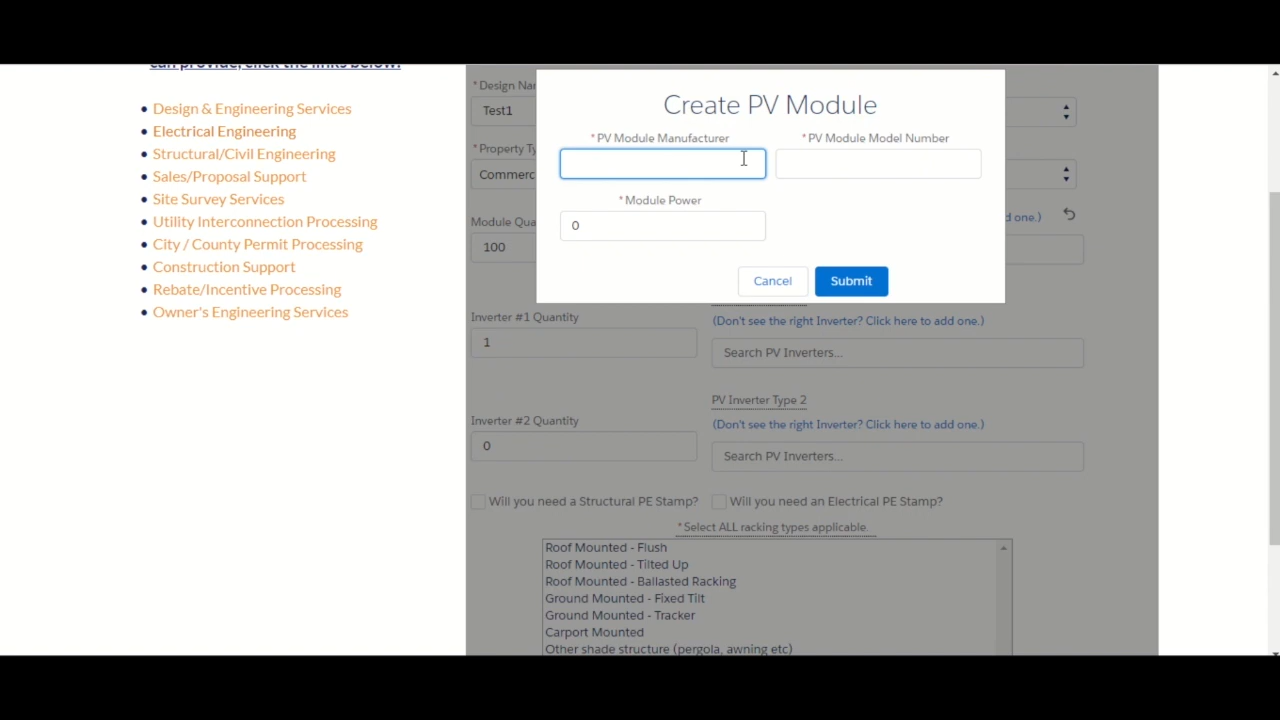 can provide, click the links below!
Design & Engineering Services
Electrical Engineering
Structural/Civil Engineering
Sales/Proposal Support
Site Survey Services
Utility Interconnection Processing
City / County Permit Processing
Construction Support
Rebate/Incentive Processing
Owner's Engineering Services
*Design Nar
Test1
*Property Ty
Commerc
Module Qua
100
d one.)
Create PV Module
*PV Module Manufacturer
*PV Module Model Number
*Module Power
0
Cancel
Submit
Inverter #1 Quantity
(Don't see the right Inverter? Click here to add one.)
1
Search PV Inverters...
PV Inverter Type 2
Inverter #2 Quantity
(Don't see the right Inverter? Click here to add one.)
0
Search PV Inverters...
Will you need a Structural PE Stamp?
Will you need an Electrical PE Stamp?
*Select ALL racking types applicable.
Roof Mounted - Flush
Roof Mounted - Tilted Up
Roof Mounted - Ballasted Racking
Ground Mounted - Fixed Tilt
Ground Mounted - Tracker
Carport Mounted
Other shade structure (pergola, awning etc)